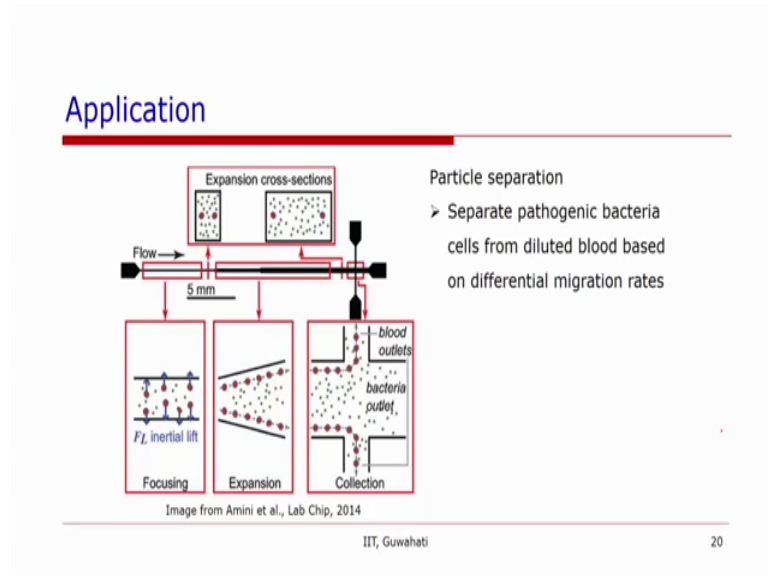 Application
Expansion cross-sections
Flow
5 mm
blood
outlets
bacteria
outlet
FL inertial lift
Focusing
Expansion
Collection
Image from Amini et al., Lab Chip, 2014
Particle separation
➢ Separate pathogenic bacteria
cells from diluted blood based
on differential migration rates
IIT, Guwahati
20